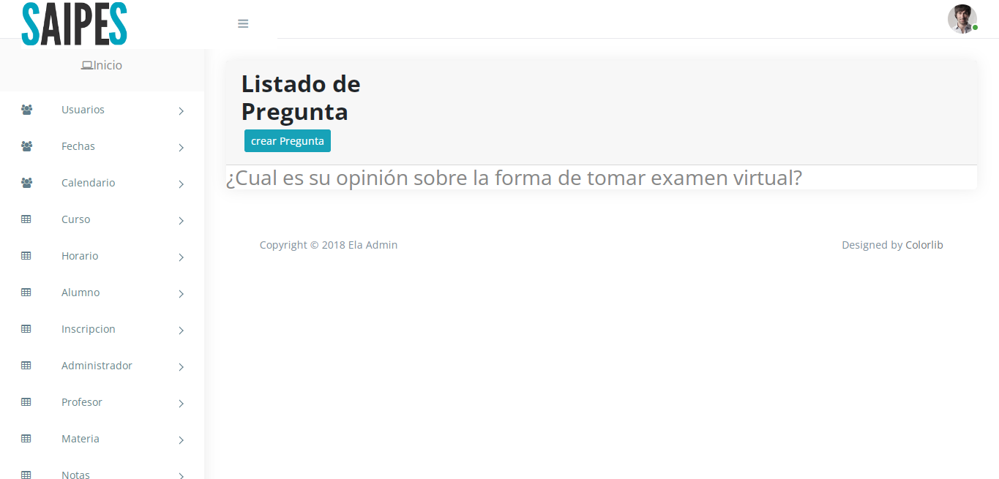 SAIPES
Inicio
Usuarios
Fechas
Calendario
Curso
Horario
Alumno
Inscripcion
Administrador
Profesor
Materia
Notas
Listado de
Pregunta
crear Pregunta
¿Cual es su opinión sobre la forma de tomar examen virtual?
Copyright © 2018 Ela Admin
Designed by Colorlib